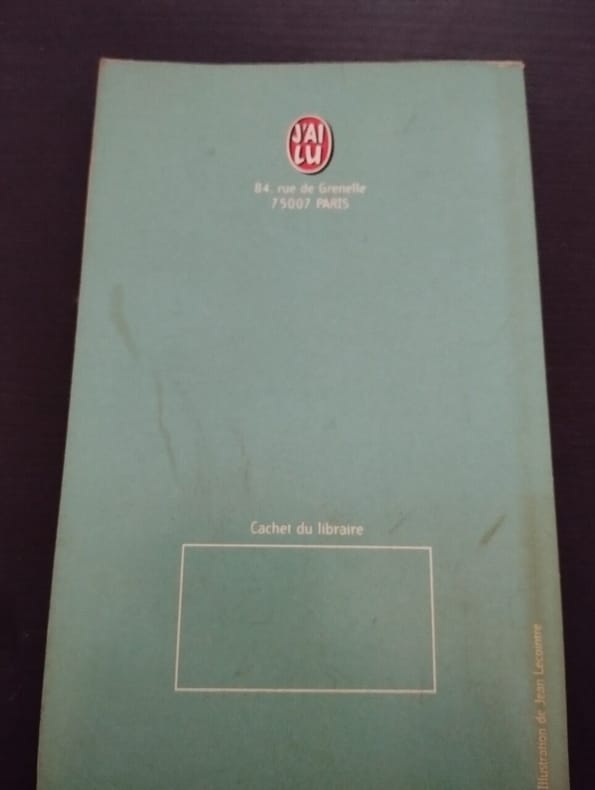 J'AI
LU
84, rue de Grenelle
75007 PARIS
Cachet du libraire
Illustration de Jean Lecointre